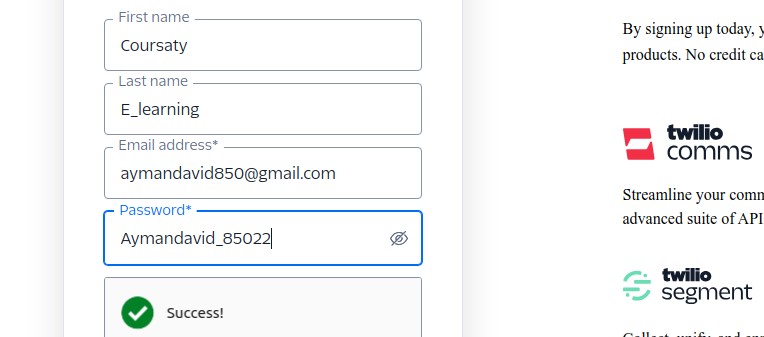 First name
Coursaty
Last name
E_learning
Email address*
aymandavid850@gmail.com
Password*
Aymandavid_85022
Success!
By signing up today, y
products. No credit ca
twilio
comms
Streamline your comm
advanced suite of API
twilio
segment